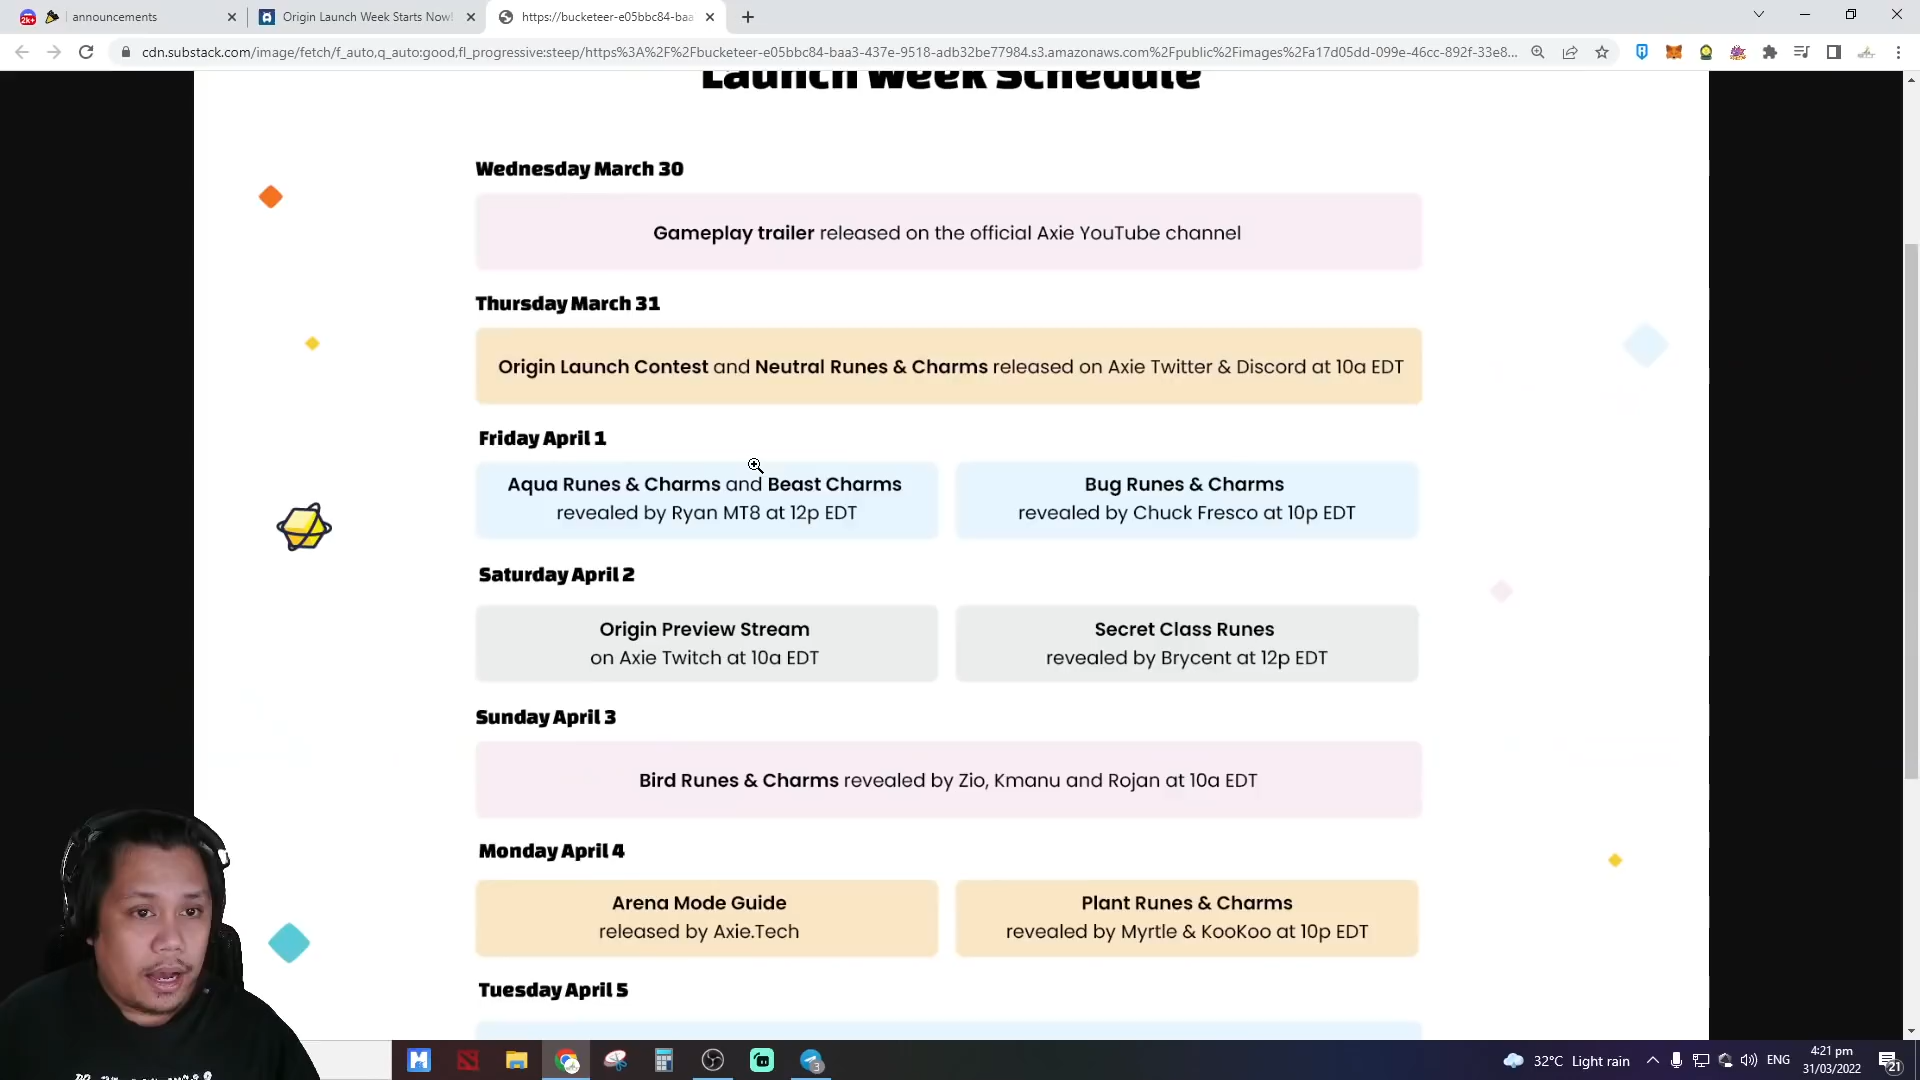 announcements
Origin Launch Week Starts Now!
https://bucketeer-e05bbc84-baa
cdn.substack.com/image/fetch/f_auto,q_auto:good,fl_progressive:steep/https%3A%2F%2Fbucketeer-e05bbc84-baa3-437e-9518-adb32be77984.s3.amazonaws.com%2Fpublic%2Fimages%2Fa17d05dd-099e-46cc-892f-33e8...
Launch Week Schedule
Wednesday March 30
Gameplay trailer released on the official Axie YouTube channel
Thursday March 31
Origin Launch Contest and Neutral Runes & Charms released on Axie Twitter & Discord at 10a EDT
Friday April 1
Aqua Runes & Charms and Beast Charms
revealed by Ryan MT8 at 12p EDT
Bug Runes & Charms
revealed by Chuck Fresco at 10p EDT
Saturday April 2
Origin Preview Stream
on Axie Twitch at 10a EDT
Secret Class Runes
revealed by Brycent at 12p EDT
Sunday April 3
Bird Runes & Charms revealed by Zio, Kmanu and Rojan at 10a EDT
Monday April 4
Arena Mode Guide
released by Axie.Tech
Plant Runes & Charms
revealed by Myrtle & KooKoo at 10p EDT
Tuesday April 5
32°C Light rain
ENG
4:21 pm
31/03/2022
21